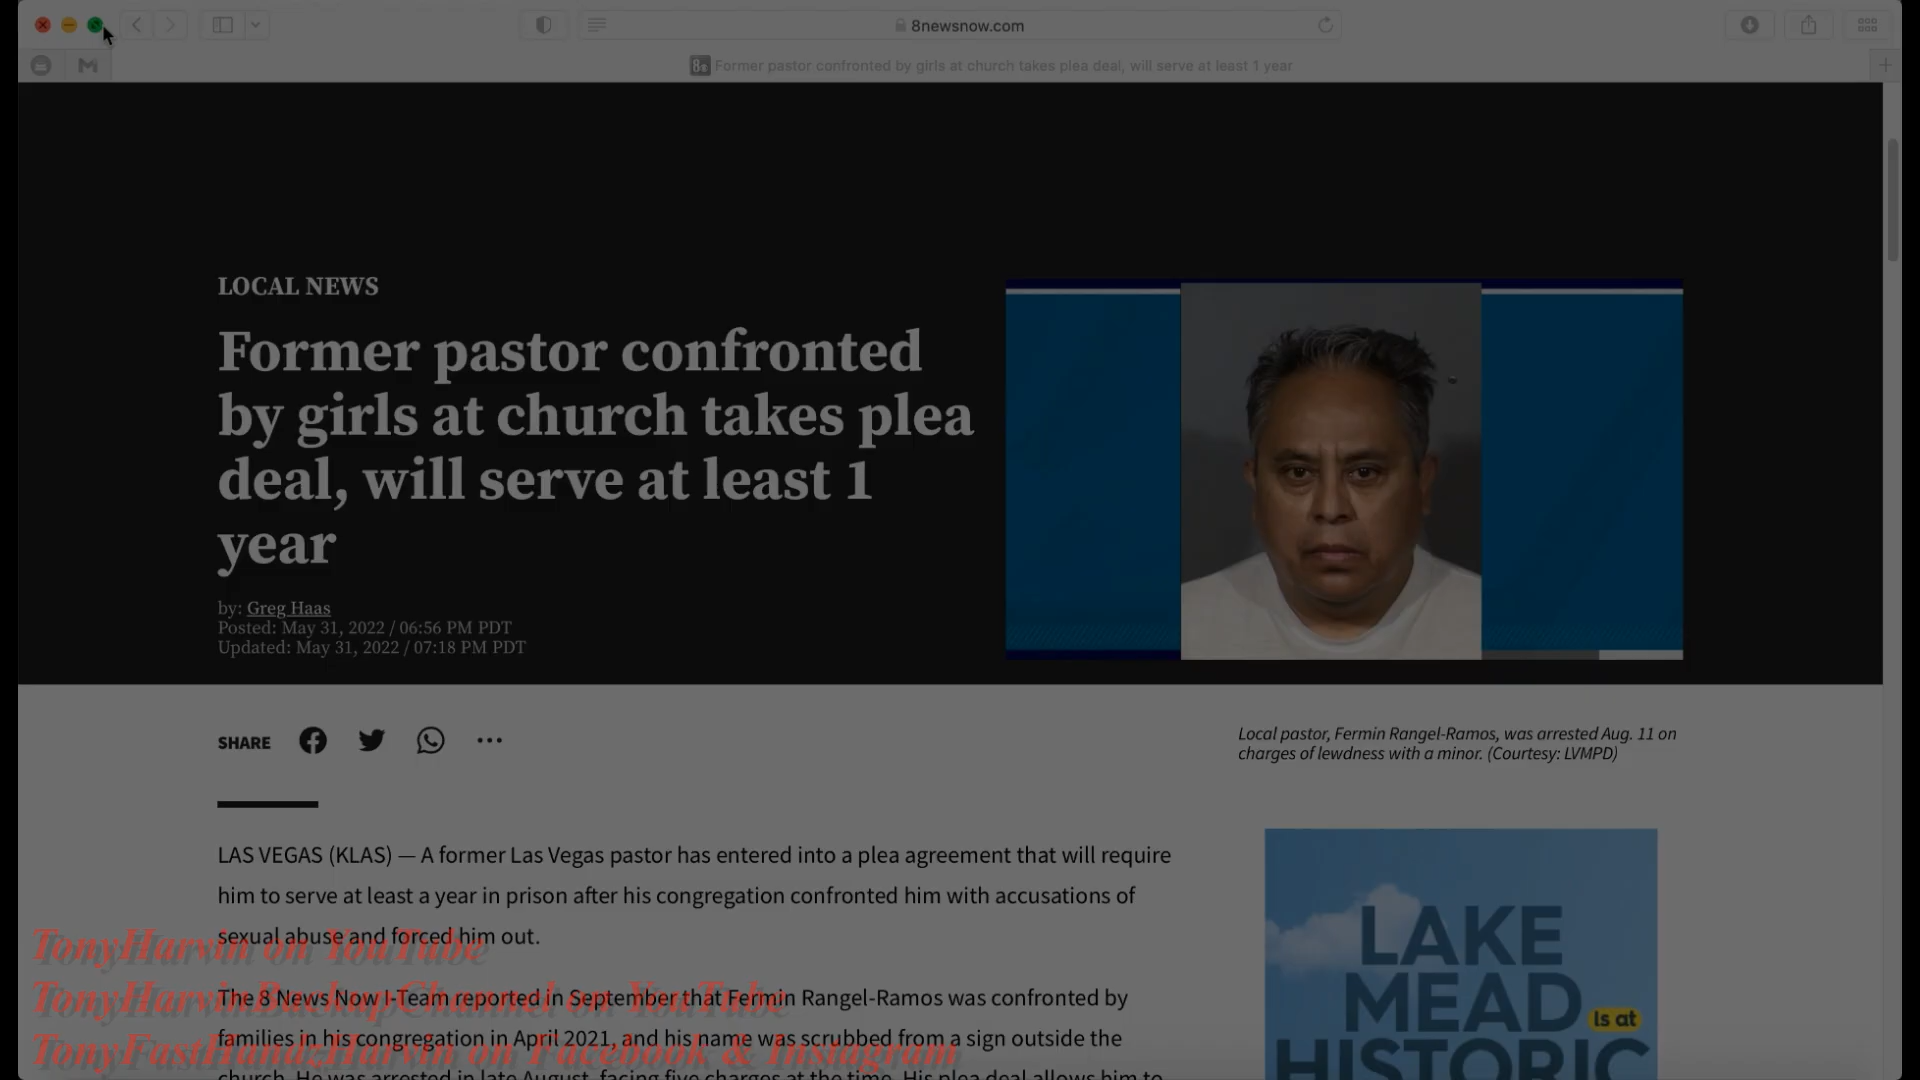 8newsnow.com
Former pastor confronted by girls at church takes plea deal, will serve at least 1 year
LOCAL NEWS
Former pastor confronted
by girls at church takes plea
deal, will serve at least 1
year
by: Greg Haas
Posted: May 31, 2022 / 06:56 PM PDT
Updated: May 31, 2022 / 07:18 PM PDT
SHARE
Local pastor, Fermin Rangel-Ramos, was arrested Aug. 11 on
charges of lewdness with a minor. (Courtesy: LVMPD)
LAS VEGAS (KLAS) — A former Las Vegas pastor has entered into a plea agreement that will require
him to serve at least a year in prison after his congregation confronted him with accusations of
sexual abuse and forced him out.
The 8 News Now I-Team reported in September that Fermin Rangel-Ramos was confronted by
families in his congregation in April 2021, and his name was scrubbed from a sign outside the
church. He was arrested in late August, facing five charges at the time. His plea deal allows him to
TonyHarvin on YouTube
TonyHarvinBackupChannel on YouTube
TonyFastHandzHarvin on Facebook & Instagram
LAKE
MEAD
Is at
HISTORIC